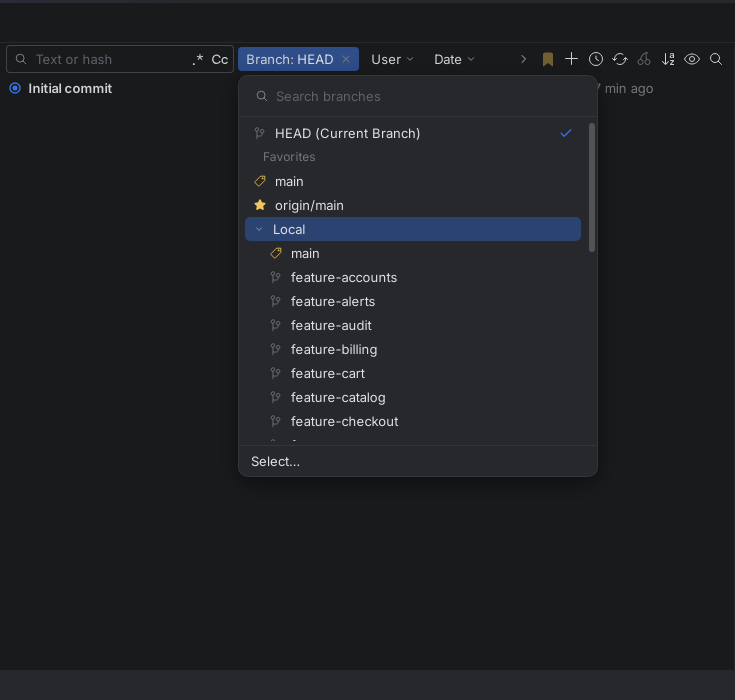 Text or hash .* Cc Branch: HEAD User Date
Initial commit min ago
Search branches
HEAD (Current Branch)
Favorites
main
origin/main
Local
main
feature-accounts
feature-alerts
feature-audit
feature-billing
feature-cart
feature-catalog
feature-checkout
Select...